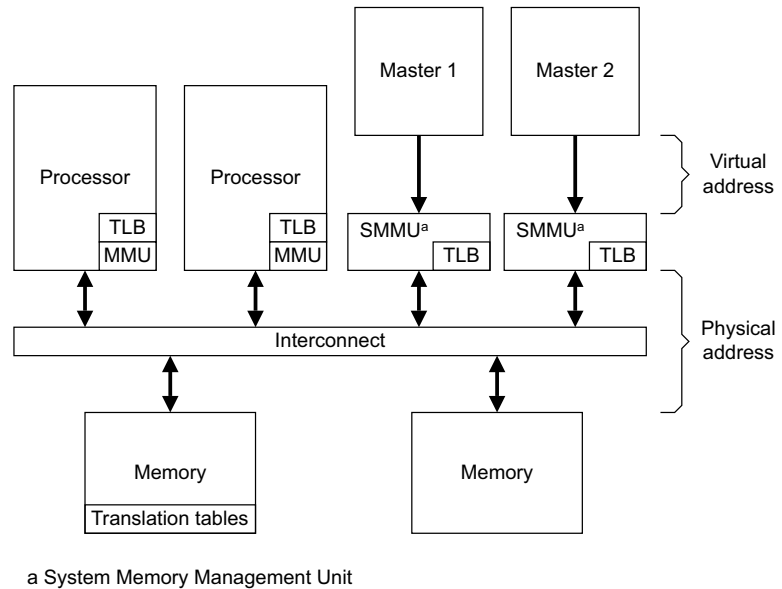 Master 1
Master 2
Processor
TLB
MMU
Processor
TLB
MMU
SMMUᵃ
TLB
SMMUᵃ
TLB
Virtual
address
Interconnect
Physical
address
Memory
Translation tables
Memory
a System Memory Management Unit